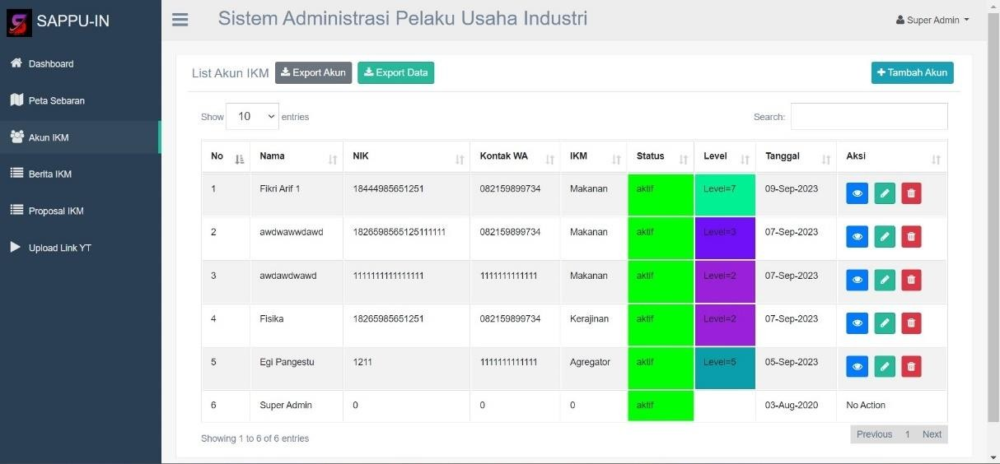 SAPPU-IN
Sistem Administrasi Pelaku Usaha Industri
Super Admin
Dashboard
Peta Sebaran
Akun IKM
Berita IKM
Proposal IKM
Upload Link YT
List Akun IKM Export Akun Export Data Tambah Akun
Show 10 entries Search:
No Nama NIK Kontak WA IKM Status Level Tanggal Aksi
1 Fikri Arif 1 18444985651251 082159899734 Makanan aktif Level=7 09-Sep-2023
2 awdwawwdawd 1826598565125111111 082159899734 Makanan aktif Level=3 07-Sep-2023
3 awdawdwawd 1111111111111111 1111111111111 Makanan aktif Level=2 07-Sep-2023
4 Fisika 18265985651251 082159899734 Kerajinan aktif Level=2 07-Sep-2023
5 Egi Pangestu 1211 1111111111111 Agregator aktif Level=5 05-Sep-2023
6 Super Admin 0 0 0 aktif 03-Aug-2020 No Action
Showing 1 to 6 of 6 entries Previous 1 Next